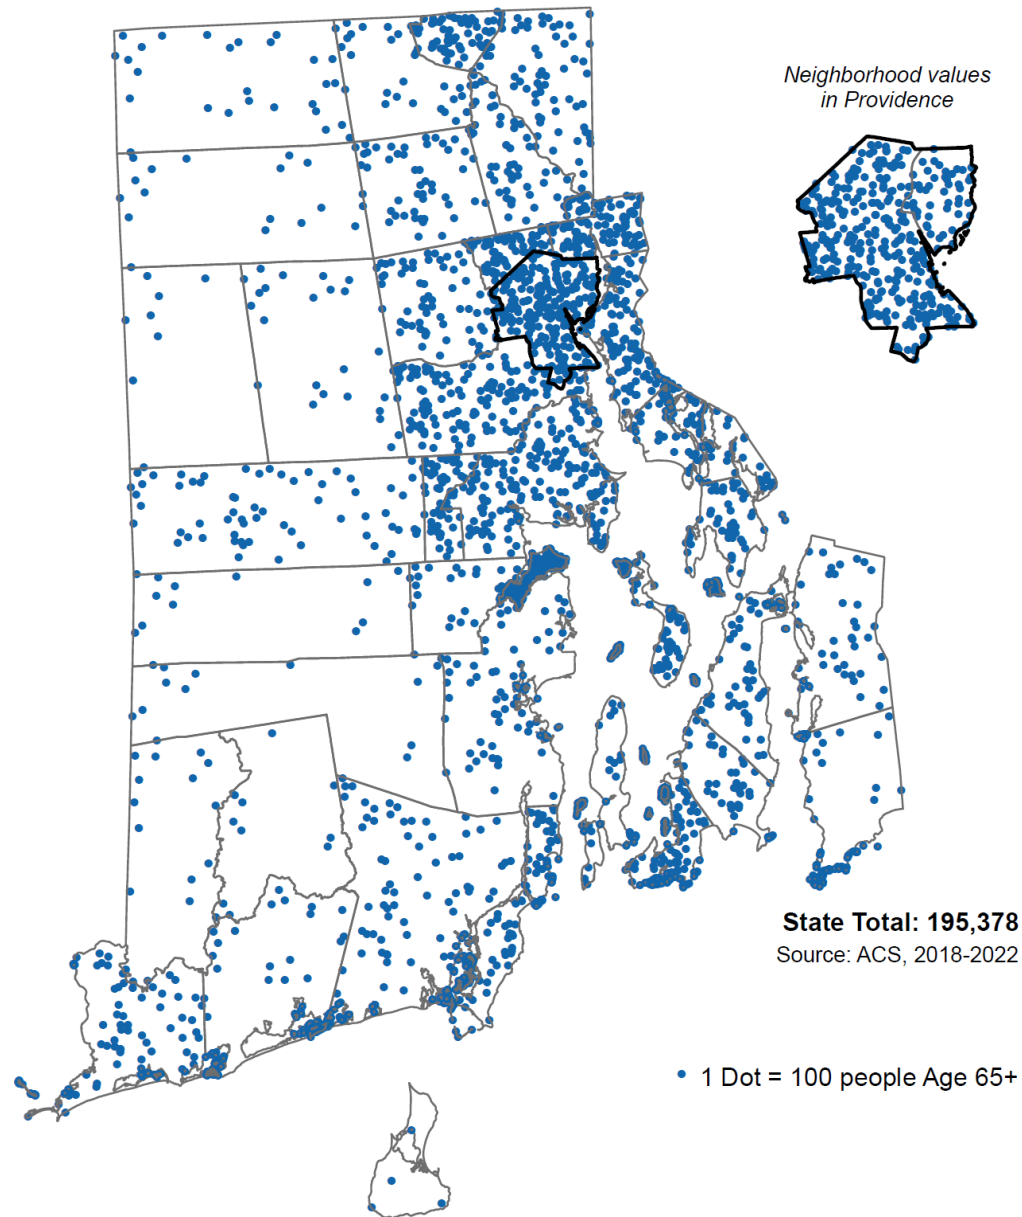 Neighborhood values
in Providence
State Total: 195,378
Source: ACS, 2018-2022
1 Dot = 100 people Age 65+